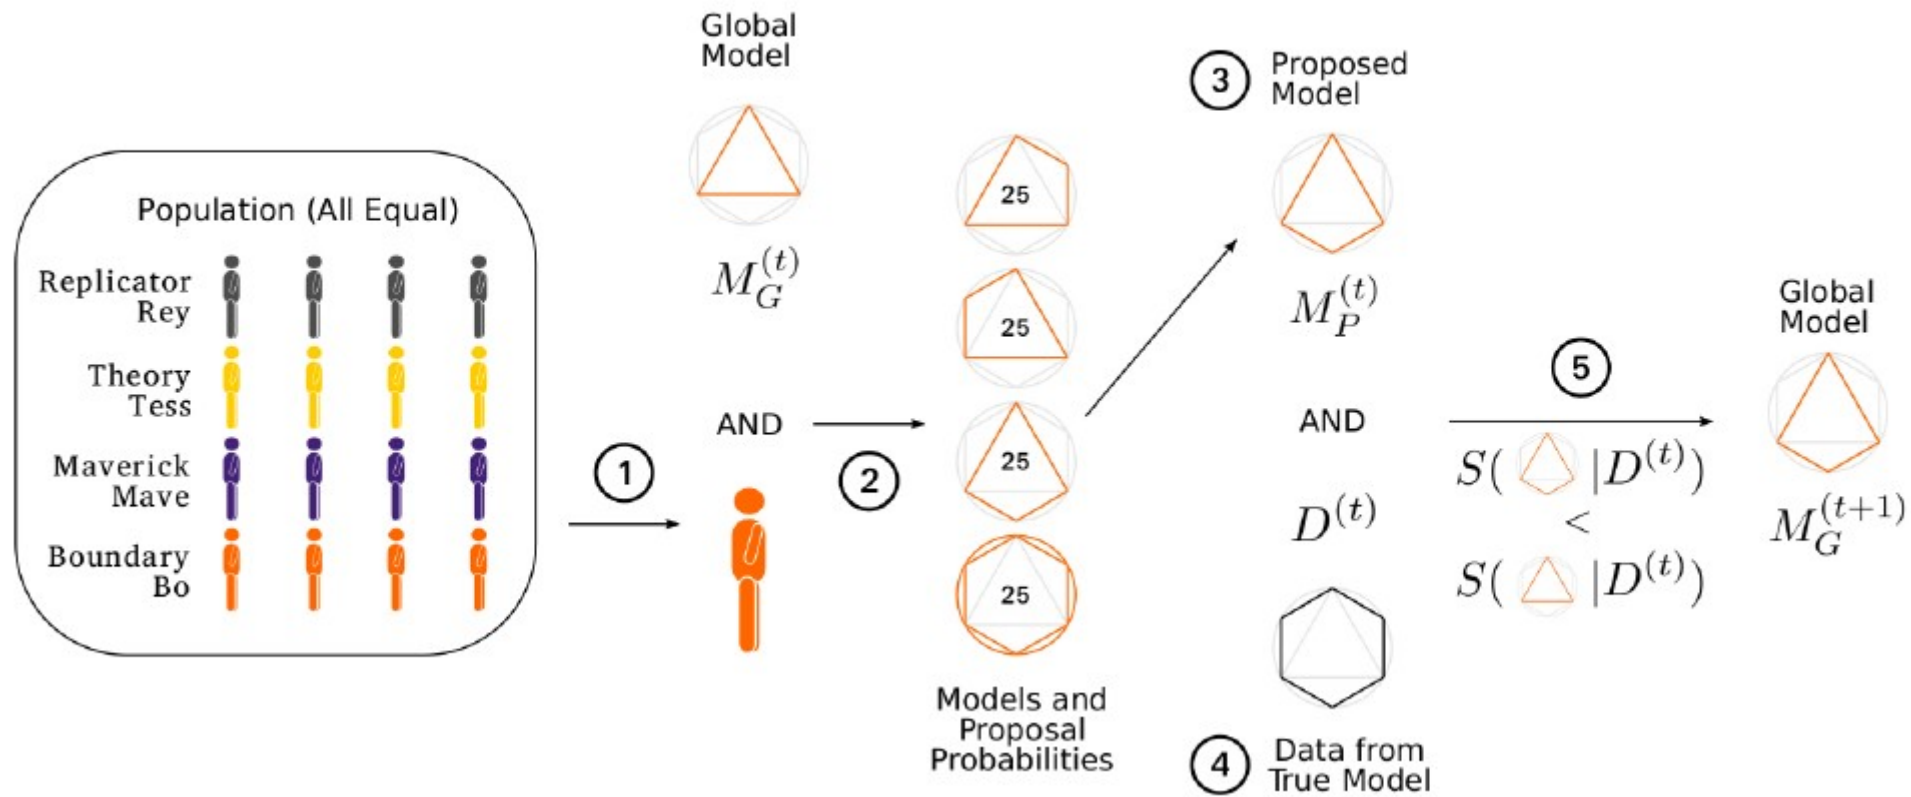 Population (All Equal)
Replicator
Rey
Theory
Tess
Maverick
Mave
Boundary
Bo
1
Global
Model
M_G^{(t)}
AND
2
25
25
25
25
Models and
Proposal
Probabilities
3
Proposed
Model
M_P^{(t)}
AND
D^{(t)}
4
Data from
True Model
5
S( |D^{(t)})
<
S( |D^{(t)})
Global
Model
M_G^{(t+1)}